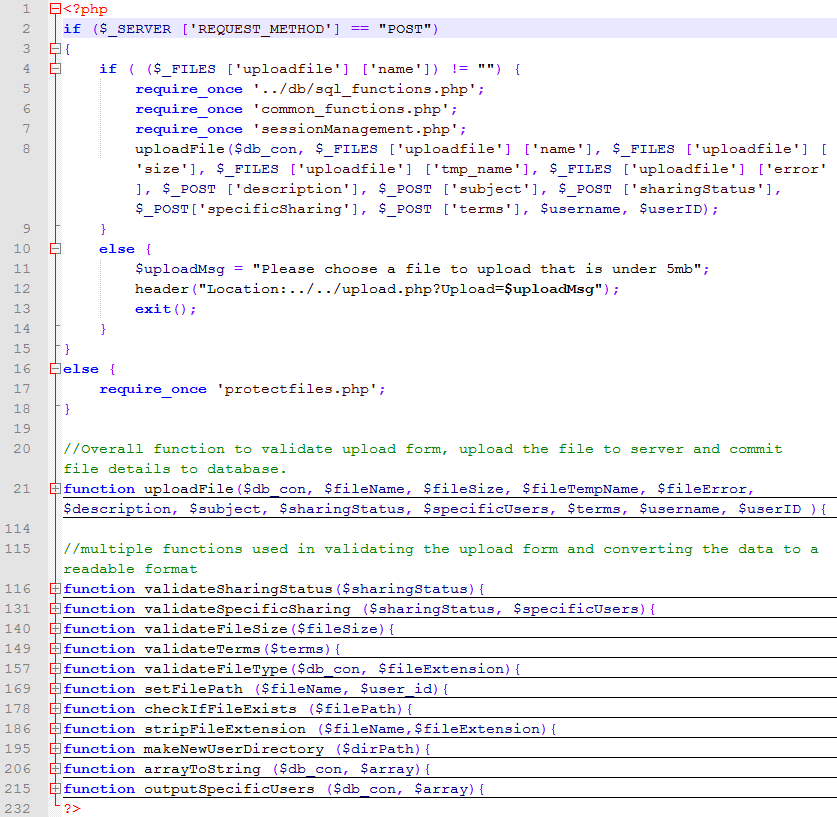 1 <?php
2 if ($_SERVER ['REQUEST_METHOD'] == "POST")
3 {
4 if ( ($_FILES ['uploadfile'] ['name']) != "") {
5 require_once '../db/sql_functions.php';
6 require_once 'common_functions.php';
7 require_once 'sessionManagement.php';
8 uploadFile($db_con, $_FILES ['uploadfile'] ['name'], $_FILES ['uploadfile'] [
'size'], $_FILES ['uploadfile'] ['tmp_name'], $_FILES ['uploadfile'] ['error'
], $_POST ['description'], $_POST ['subject'], $_POST ['sharingStatus'],
$_POST['specificSharing'], $_POST ['terms'], $username, $userID);
9 }
10 else {
11 $uploadMsg = "Please choose a file to upload that is under 5mb";
12 header("Location:../../upload.php?Upload=$uploadMsg");
13 exit();
14 }
15 }
16 else {
17 require_once 'protectfiles.php';
18 }
19
20 //Overall function to validate upload form, upload the file to server and commit
file details to database.
21 function uploadFile($db_con, $fileName, $fileSize, $fileTempName, $fileError,
$description, $subject, $sharingStatus, $specificUsers, $terms, $username, $userID ){
114
115 //multiple functions used in validating the upload form and converting the data to a
readable format
116 function validateSharingStatus($sharingStatus){
131 function validateSpecificSharing ($sharingStatus, $specificUsers){
140 function validateFileSize($fileSize){
149 function validateTerms($terms){
157 function validateFileType($db_con, $fileExtension){
169 function setFilePath ($fileName, $user_id){
178 function checkIfFileExists ($filePath){
186 function stripFileExtension ($fileName,$fileExtension){
195 function makeNewUserDirectory ($dirPath){
206 function arrayToString ($db_con, $array){
215 function outputSpecificUsers ($db_con, $array){
232 ?>